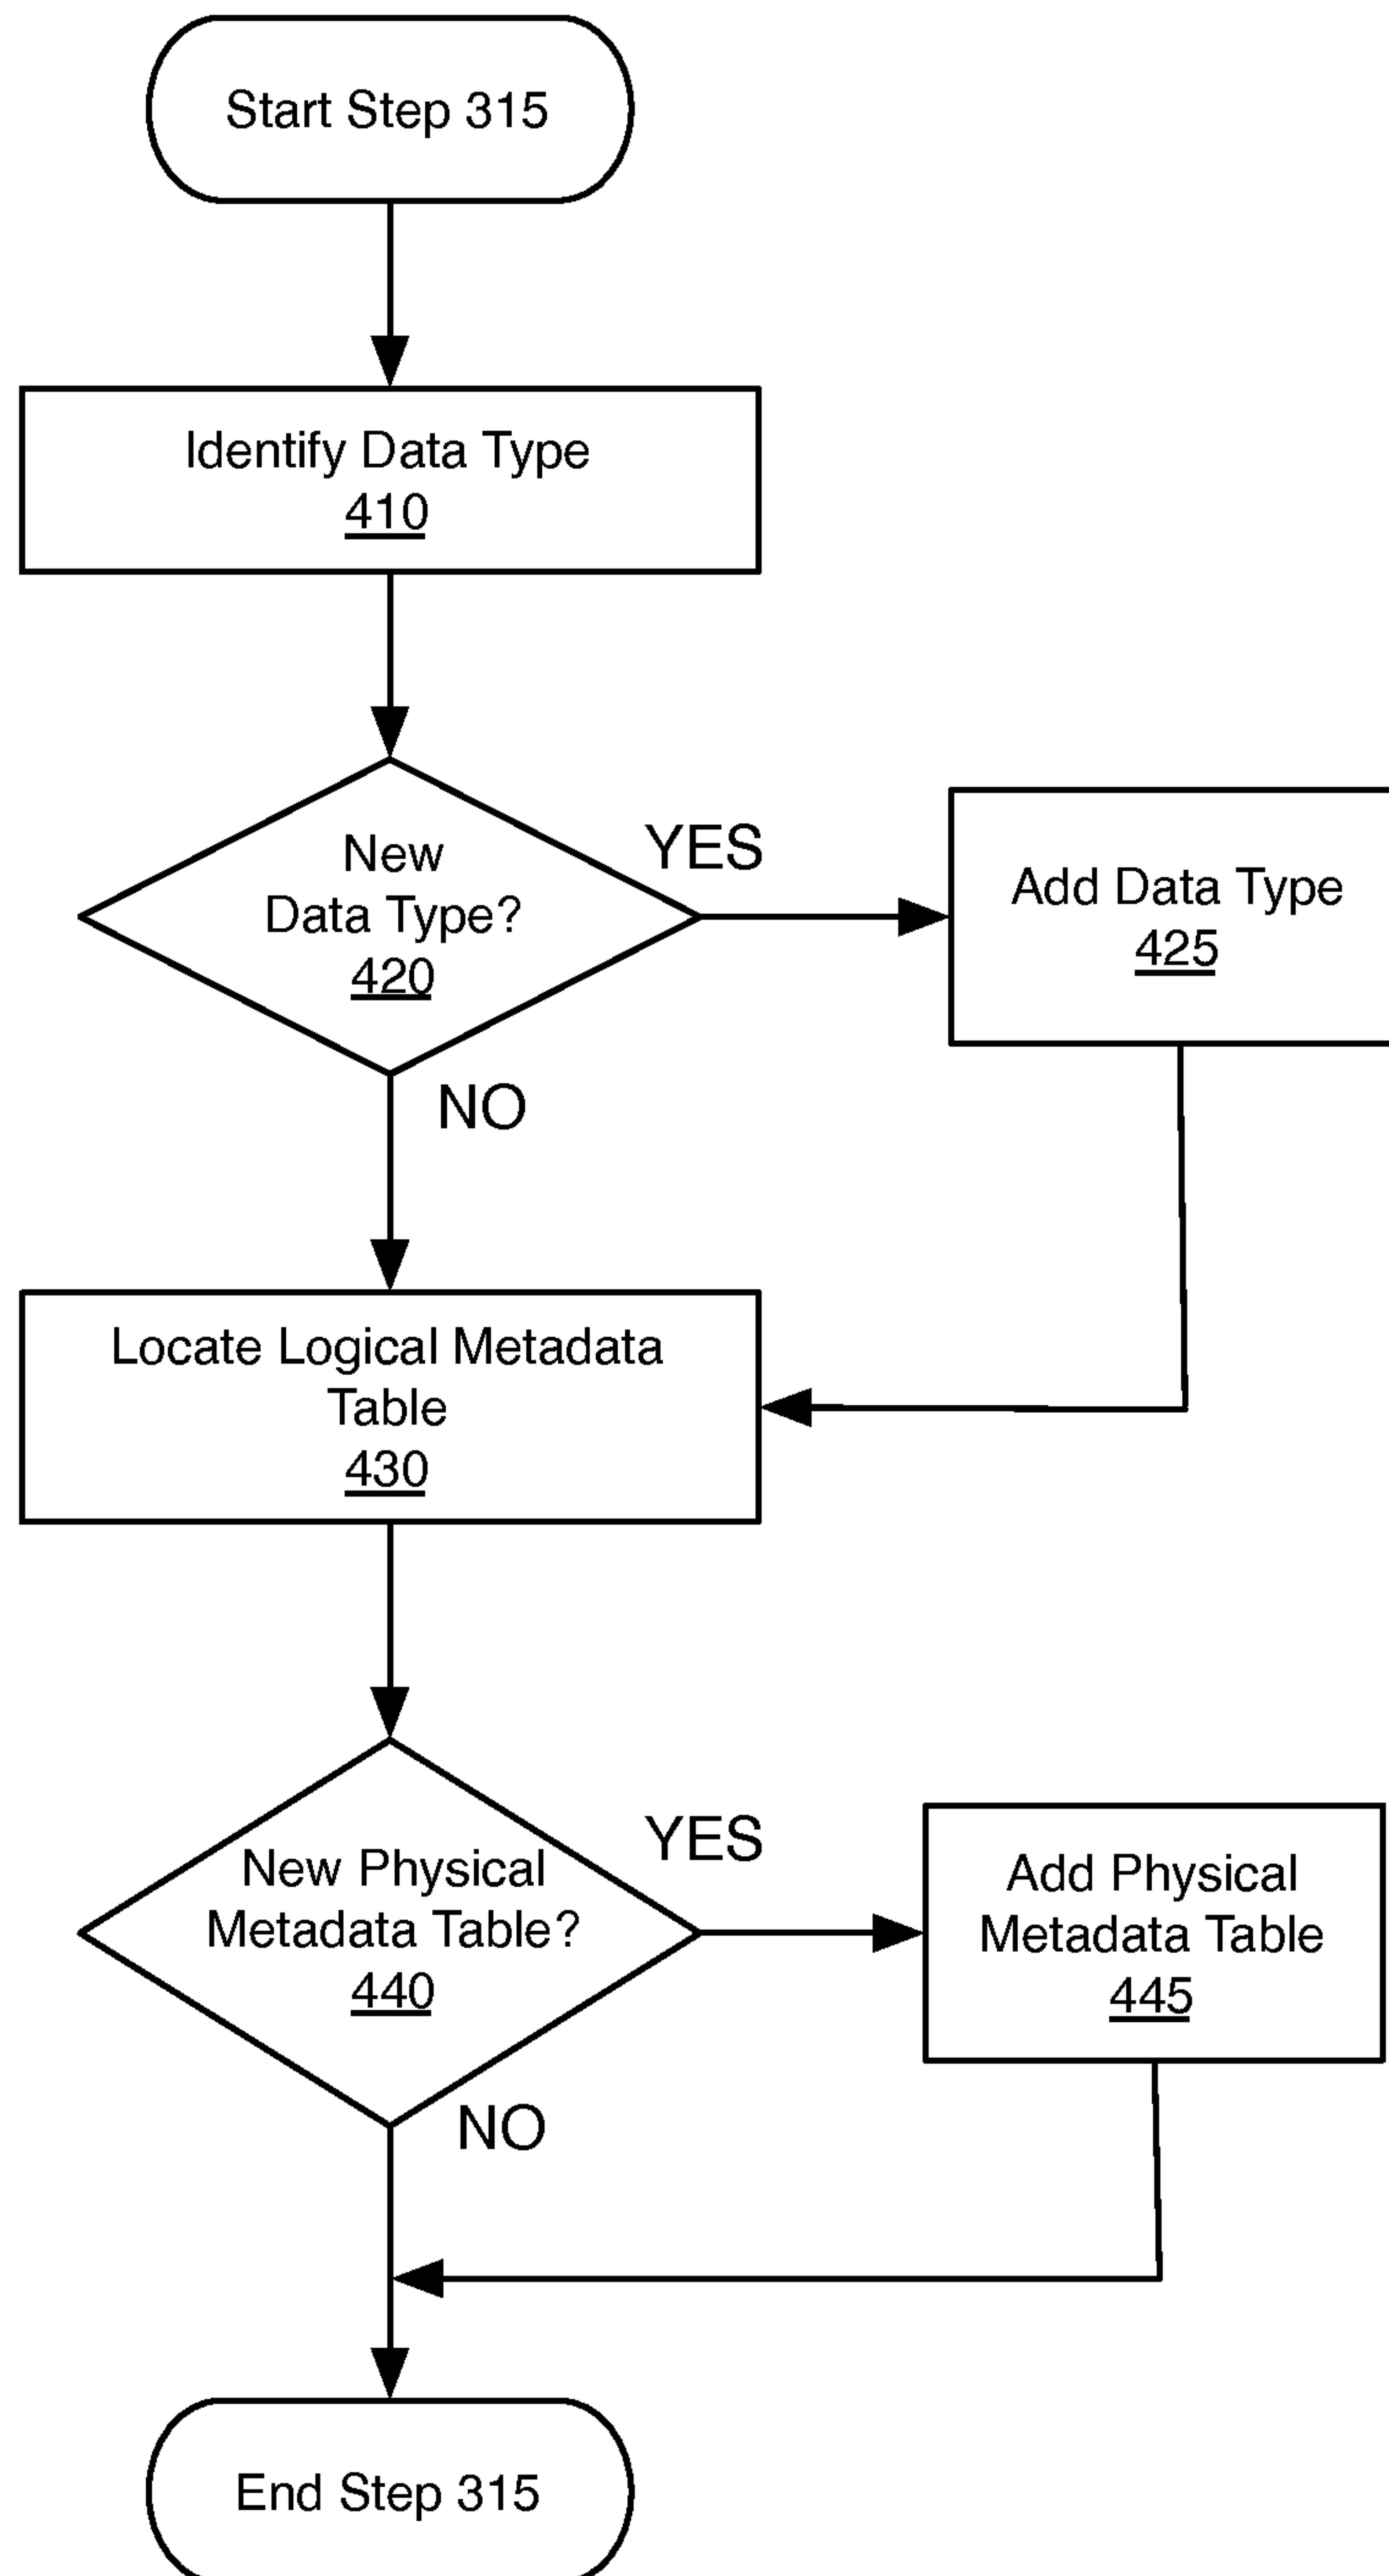 Start Step 315
Identify Data Type
410
New
Data Type?
420
YES
Add Data Type
425
NO
Locate Logical Metadata
Table
430
New Physical
Metadata Table?
440
YES
Add Physical
Metadata Table
445
NO
End Step 315